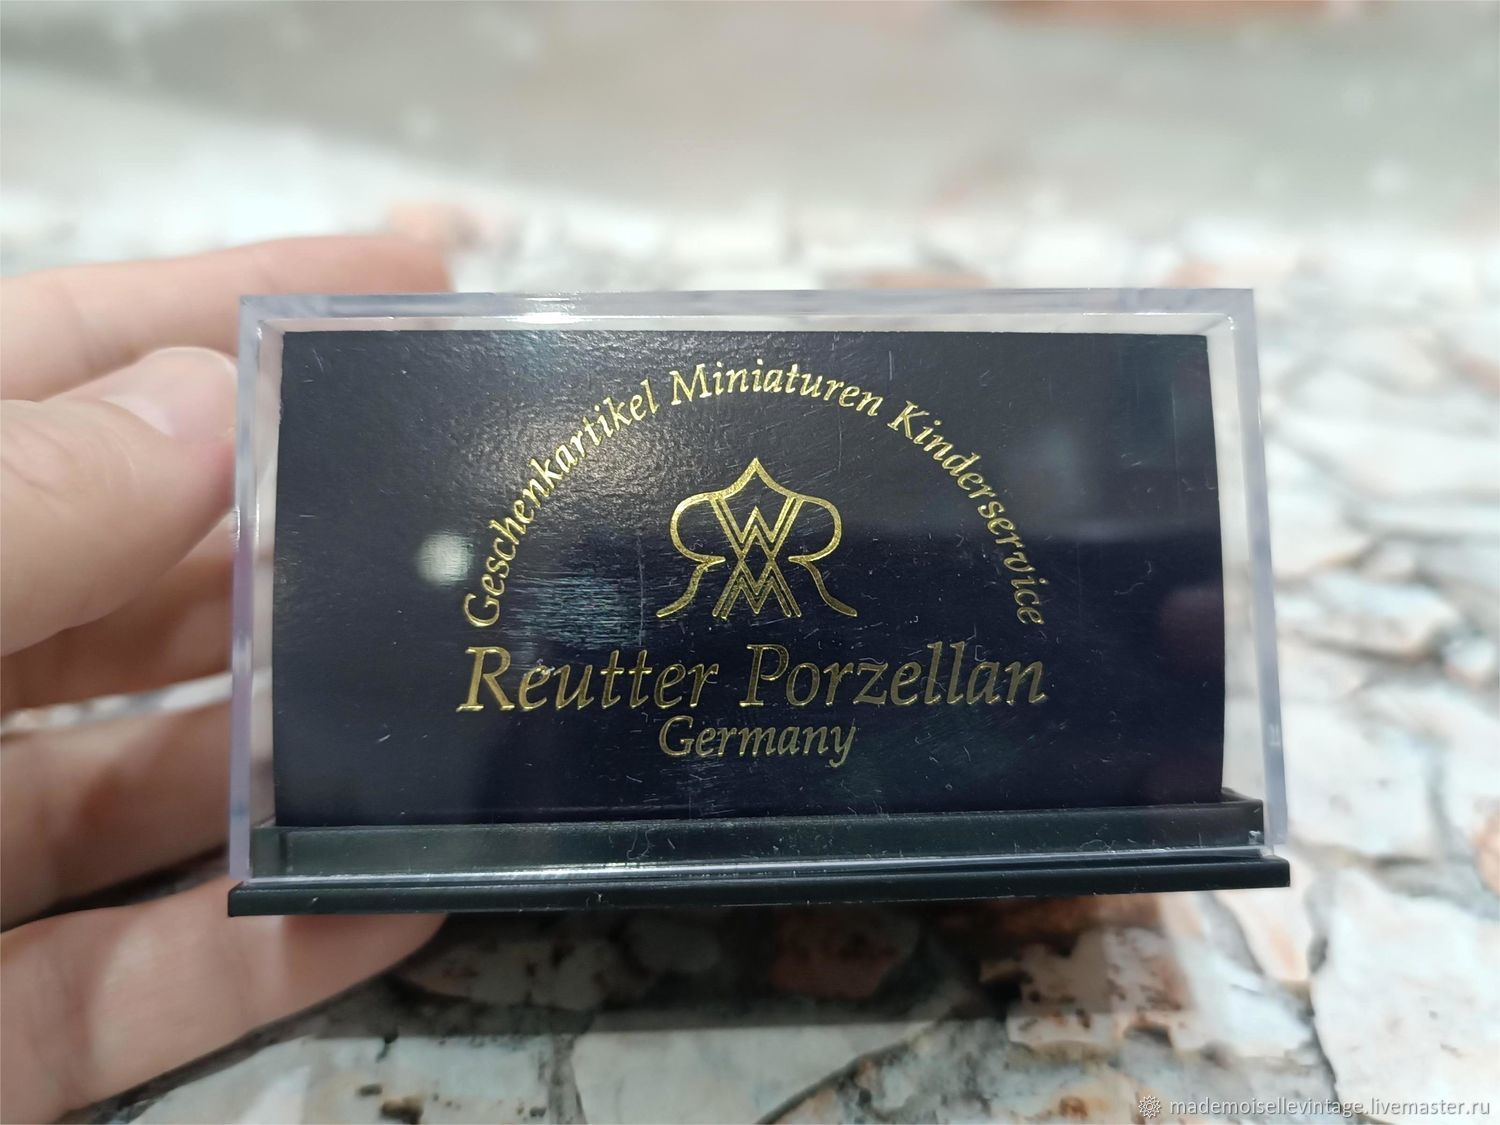 Geschenkartikel Miniaturen Kinderservice
Reutter Porzellan
Germany
mademoisellevintage.livemaster.ru